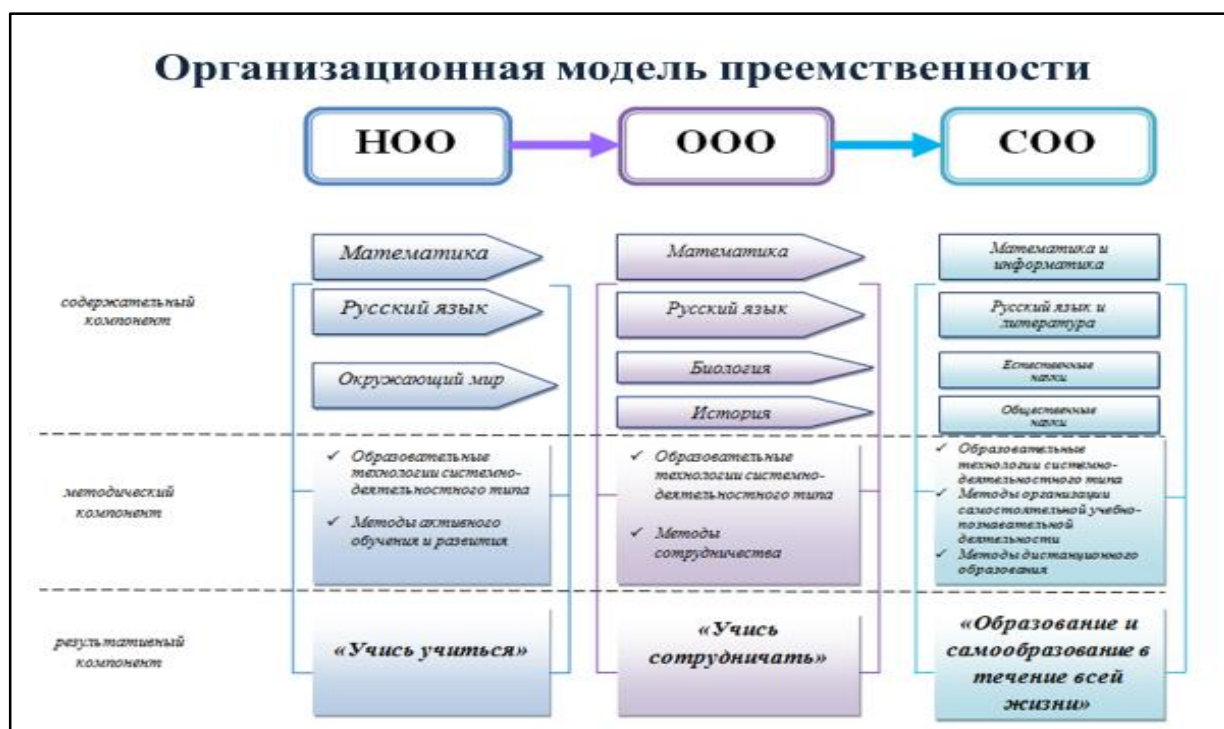 Организационная модель преемственности
НОО
ООО
СОО
содержательный
компонент
Математика
Русский язык
Окружающий мир
Математика
Русский язык
Биология
История
Математика и
информатика
Русский язык и
литература
Естественные
науки
Общественные
науки
методический
компонент
✓ Образовательные
технологии системно-
деятельностного типа
✓ Методы активного
обучения и развития
✓ Образовательные
технологии системно-
деятельностного типа
✓ Методы
сотрудничества
✓ Образовательные
технологии системно-
деятельностного типа
✓ Методы организации
самостоятельной учебно-
познавательной
деятельности
✓ Методы дистанционного
образования
результативный
компонент
«Учись учиться»
«Учись
сотрудничать»
«Образование и
самообразование в
течение всей
жизни»